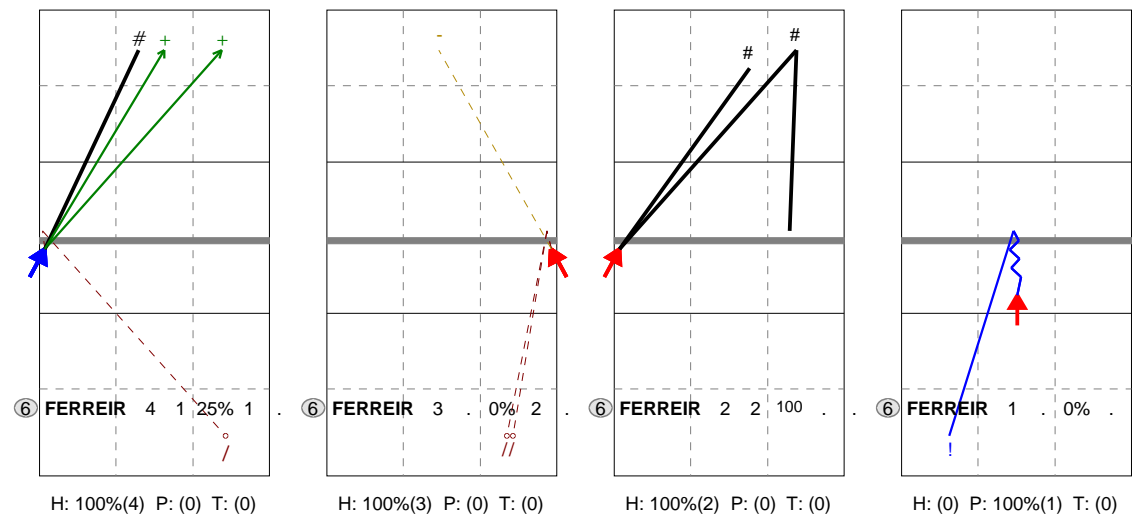 # + +
-
# #
o
/
oo
//
!
6 FERREIR 4 1 25% 1 .
6 FERREIR 3 . 0% 2 .
6 FERREIR 2 2 100 . .
6 FERREIR 1 . 0% .
H: 100%(4) P: (0) T: (0)
H: 100%(3) P: (0) T: (0)
H: 100%(2) P: (0) T: (0)
H: (0) P: 100%(1) T: (0)